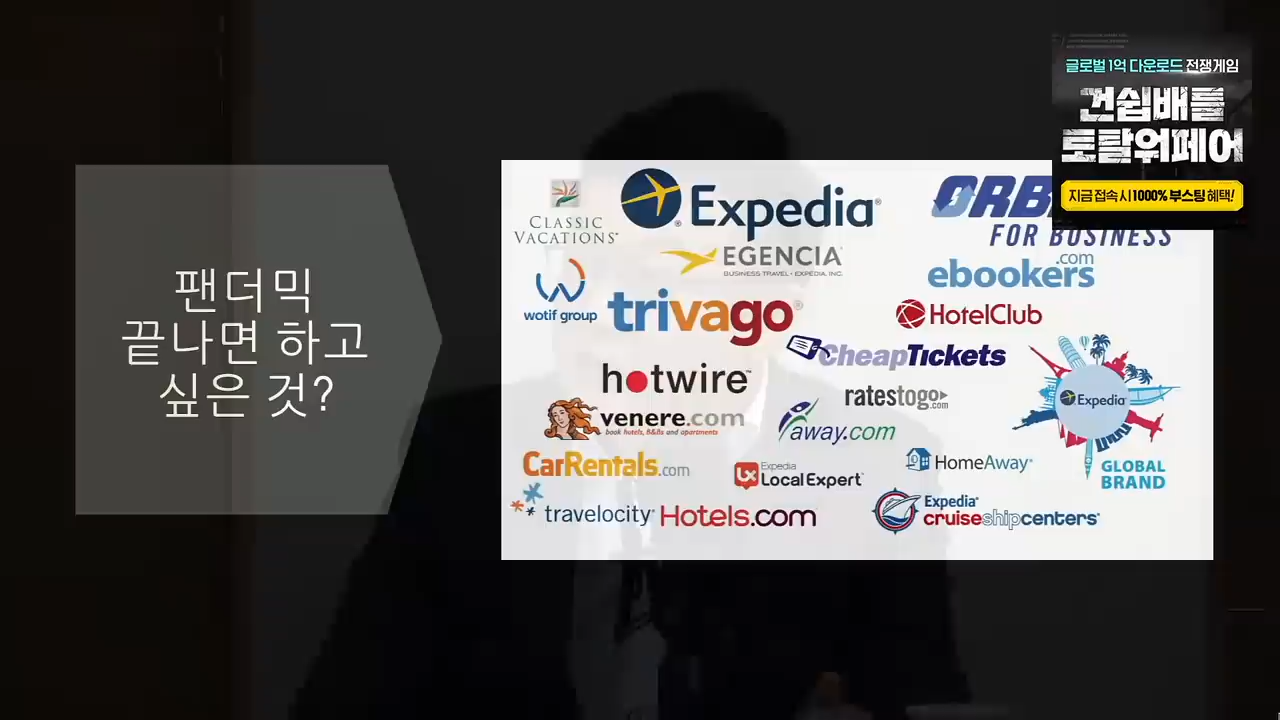 글로벌 1억 다운로드 전쟁게임
건쉽배틀
토탈워페어
지금 접속 시 1000% 부스팅 혜택!
팬더믹
끝나면 하고
싶은 것?
CLASSIC
VACATIONS
Expedia
FOR BUSINESS
EGENCIA
BUSINESS TRAVEL • EXPEDIA, INC.
ebookers.com
wotif group
trivago
HotelClub
CheapTickets
hotwire
ratestogo.com
Expedia
venere.com
book hotels, B&Bs and apartments
away.com
CarRentals.com
Expedia
Local Expert
HomeAway
GLOBAL
BRAND
travelocity
Hotels.com
Expedia
cruiseshipcenters